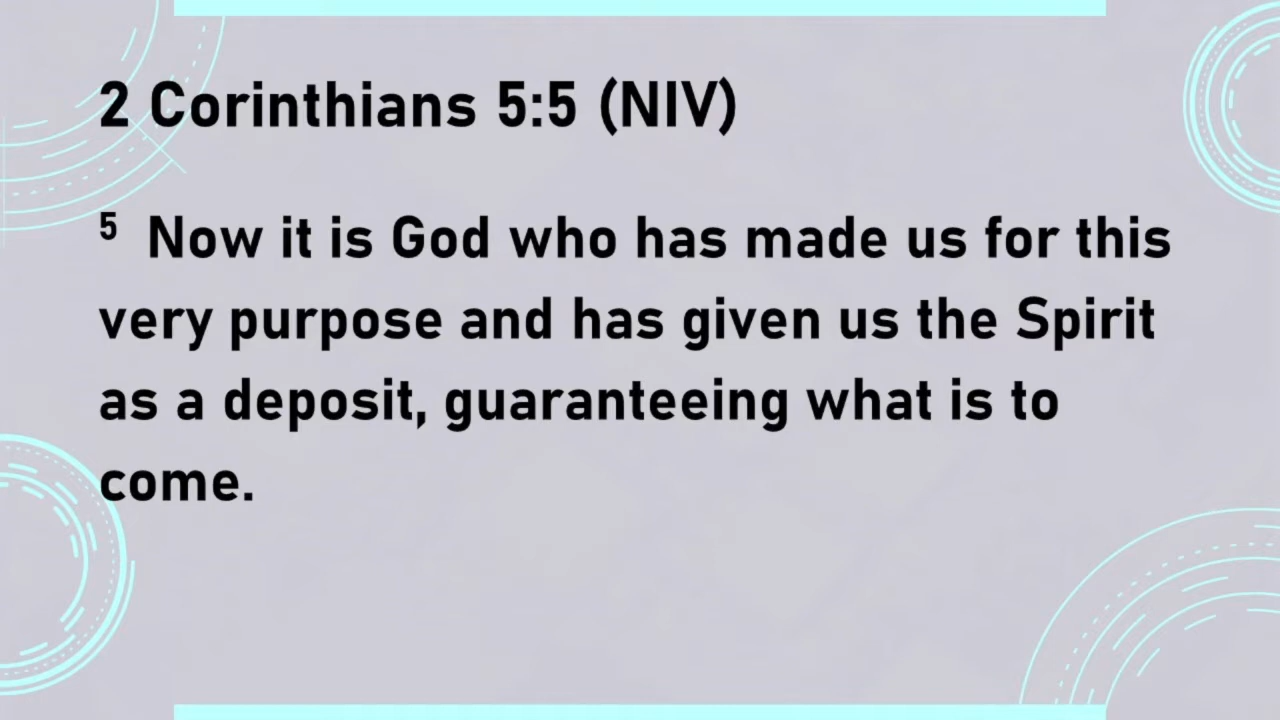 2 Corinthians 5:5 (NIV)
5 Now it is God who has made us for this
very purpose and has given us the Spirit
as a deposit, guaranteeing what is to
come.